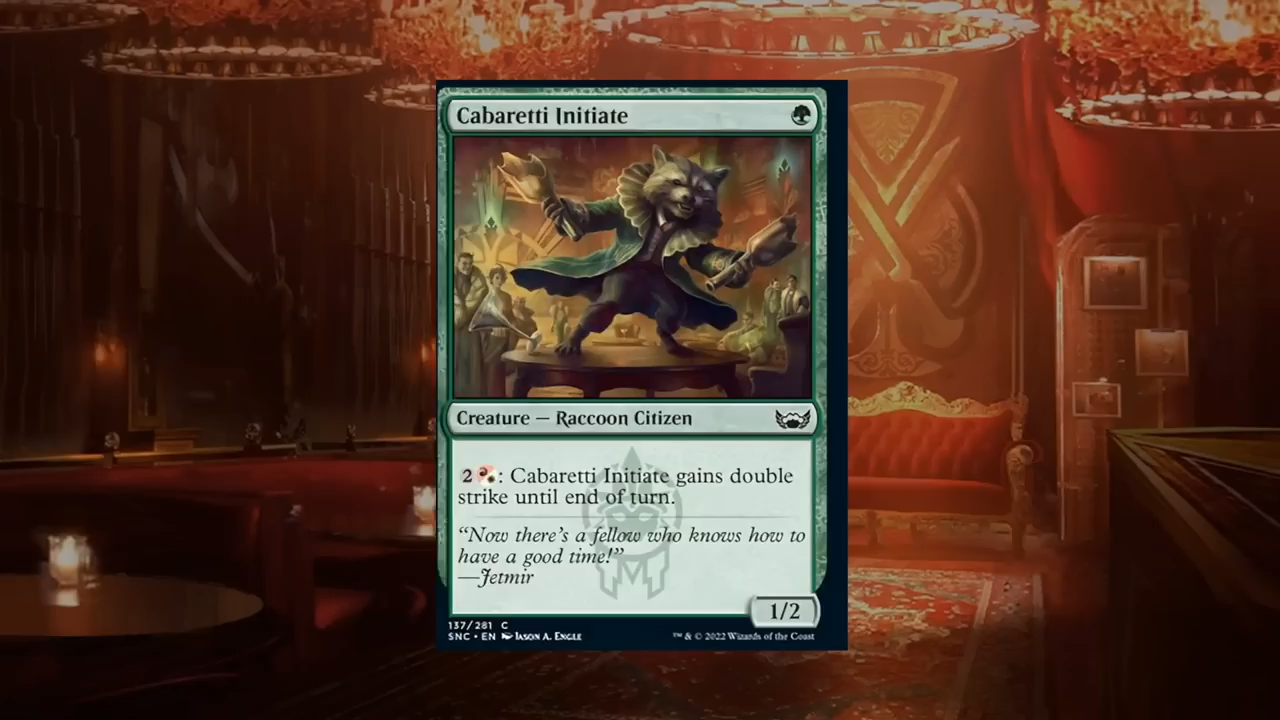 Cabaretti Initiate
Creature — Raccoon Citizen
2 : Cabaretti Initiate gains double
strike until end of turn.
“Now there’s a fellow who knows how to
have a good time!”
—Jetmir
1/2
137/281 C
SNC • EN Jason A. Engle
™ & © 2022 Wizards of the Coast